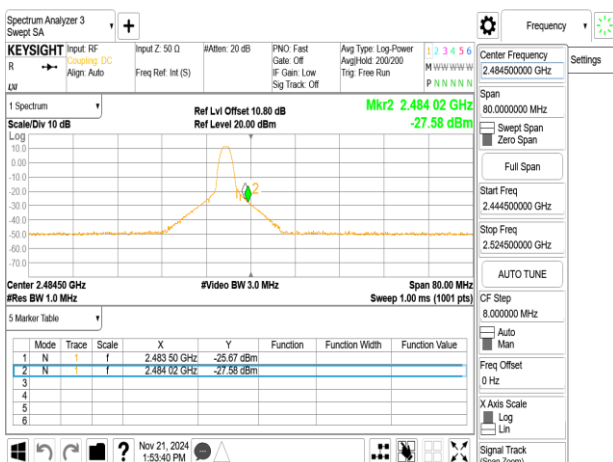 Spectrum Analyzer 3
Swept SA
Frequency
KEYSIGHT
R
LXI
Input: RF
Coupling: DC
Align: Auto
Input Z: 50 Ω
Freq Ref: Int (S)
#Atten: 20 dB
PNO: Fast
Gate: Off
IF Gain: Low
Sig Track: Off
Avg Type: Log-Power
Avg|Hold: 200/200
Trig: Free Run
1 2 3 4 5 6
M W W W W W
P N N N N N
Center Frequency
2.484500000 GHz
Settings
1 Spectrum
Scale/Div 10 dB
Ref Lvl Offset 10.80 dB
Ref Level 20.00 dBm
Mkr2 2.484 02 GHz
-27.58 dBm
Log
10.0
0.00
-10.0
-20.0
-30.0
-40.0
-50.0
-60.0
-70.0
2
Center 2.48450 GHz
#Res BW 1.0 MHz
#Video BW 3.0 MHz
Span 80.00 MHz
Sweep 1.00 ms (1001 pts)
Span
80.0000000 MHz
Swept Span
Zero Span
Full Span
Start Freq
2.444500000 GHz
Stop Freq
2.524500000 GHz
AUTO TUNE
CF Step
8.000000 MHz
Auto
Man
Freq Offset
0 Hz
X Axis Scale
Log
Lin
Signal Track
(Span Zoom)
5 Marker Table
Mode Trace Scale X Y Function Function Width Function Value
1 N 1 f 2.483 50 GHz -25.67 dBm
2 N 1 f 2.484 02 GHz -27.58 dBm
3
4
5
6
Nov 21, 2024
1:53:40 PM